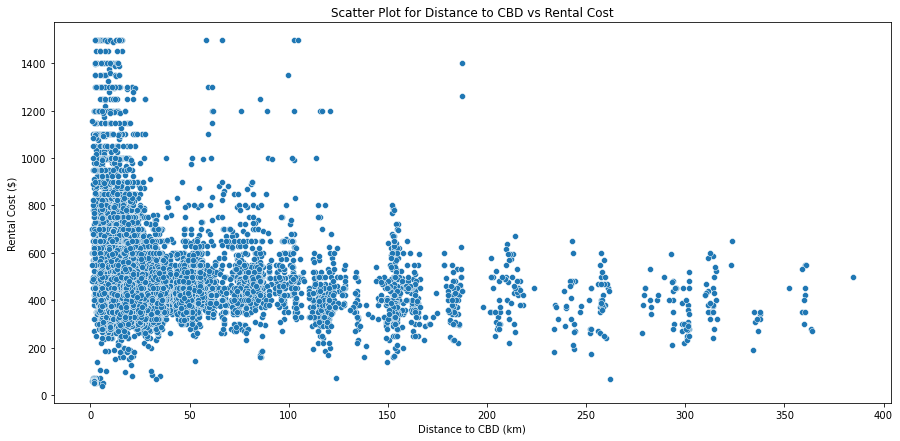 Scatter Plot for Distance to CBD vs Rental Cost
1400
1200
1000
800
600
400
200
0
Rental Cost ($)
0 50 100 150 200 250 300 350 400
Distance to CBD (km)